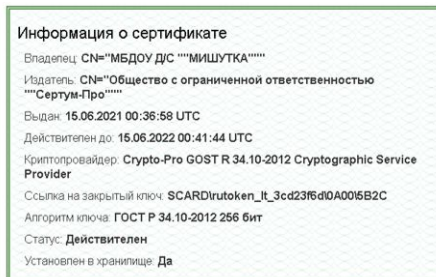 Информация о сертификате
Владелец: CN="МБДОУ Д/С ""МИШУТКА"""
Издатель: CN="Общество с ограниченной ответственностью
""Сертум-Про"""
Выдан: 15.06.2021 00:36:58 UTC
Действителен до: 15.06.2022 00:41:44 UTC
Криптопровайдер: Crypto-Pro GOST R 34.10-2012 Cryptographic Service
Provider
Ссылка на закрытый ключ: SCARD\rutoken_lt_3cd23f6d\0A00\5B2C
Алгоритм ключа: ГОСТ Р 34.10-2012 256 бит
Статус: Действителен
Установлен в хранилище: Да